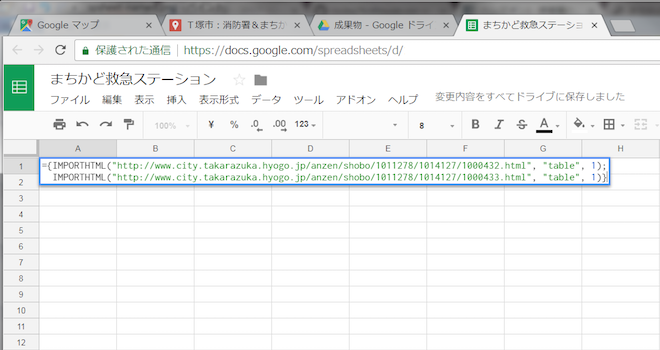 Google マップ
T塚市：消防署＆まちか
成果物 - Google ドライ
まちかど救急ステーション
保護された通信
https://docs.google.com/spreadsheets/d/
まちかど救急ステーション
ファイル 編集 表示 挿入 表示形式 データ ツール アドオン ヘルプ 変更内容をすべてドライブに保存しました
100% ¥ % .0 .00 123 8 B I S A
A B C D E F G H
1 ={IMPORTHTML("http://www.city.takarazuka.hyogo.jp/anzen/shobo/1011278/1014127/1000432.html", "table", 1);
2 IMPORTHTML("http://www.city.takarazuka.hyogo.jp/anzen/shobo/1011278/1014127/1000433.html", "table", 1)}
3
4
5
6
7
8
9
10
11
12